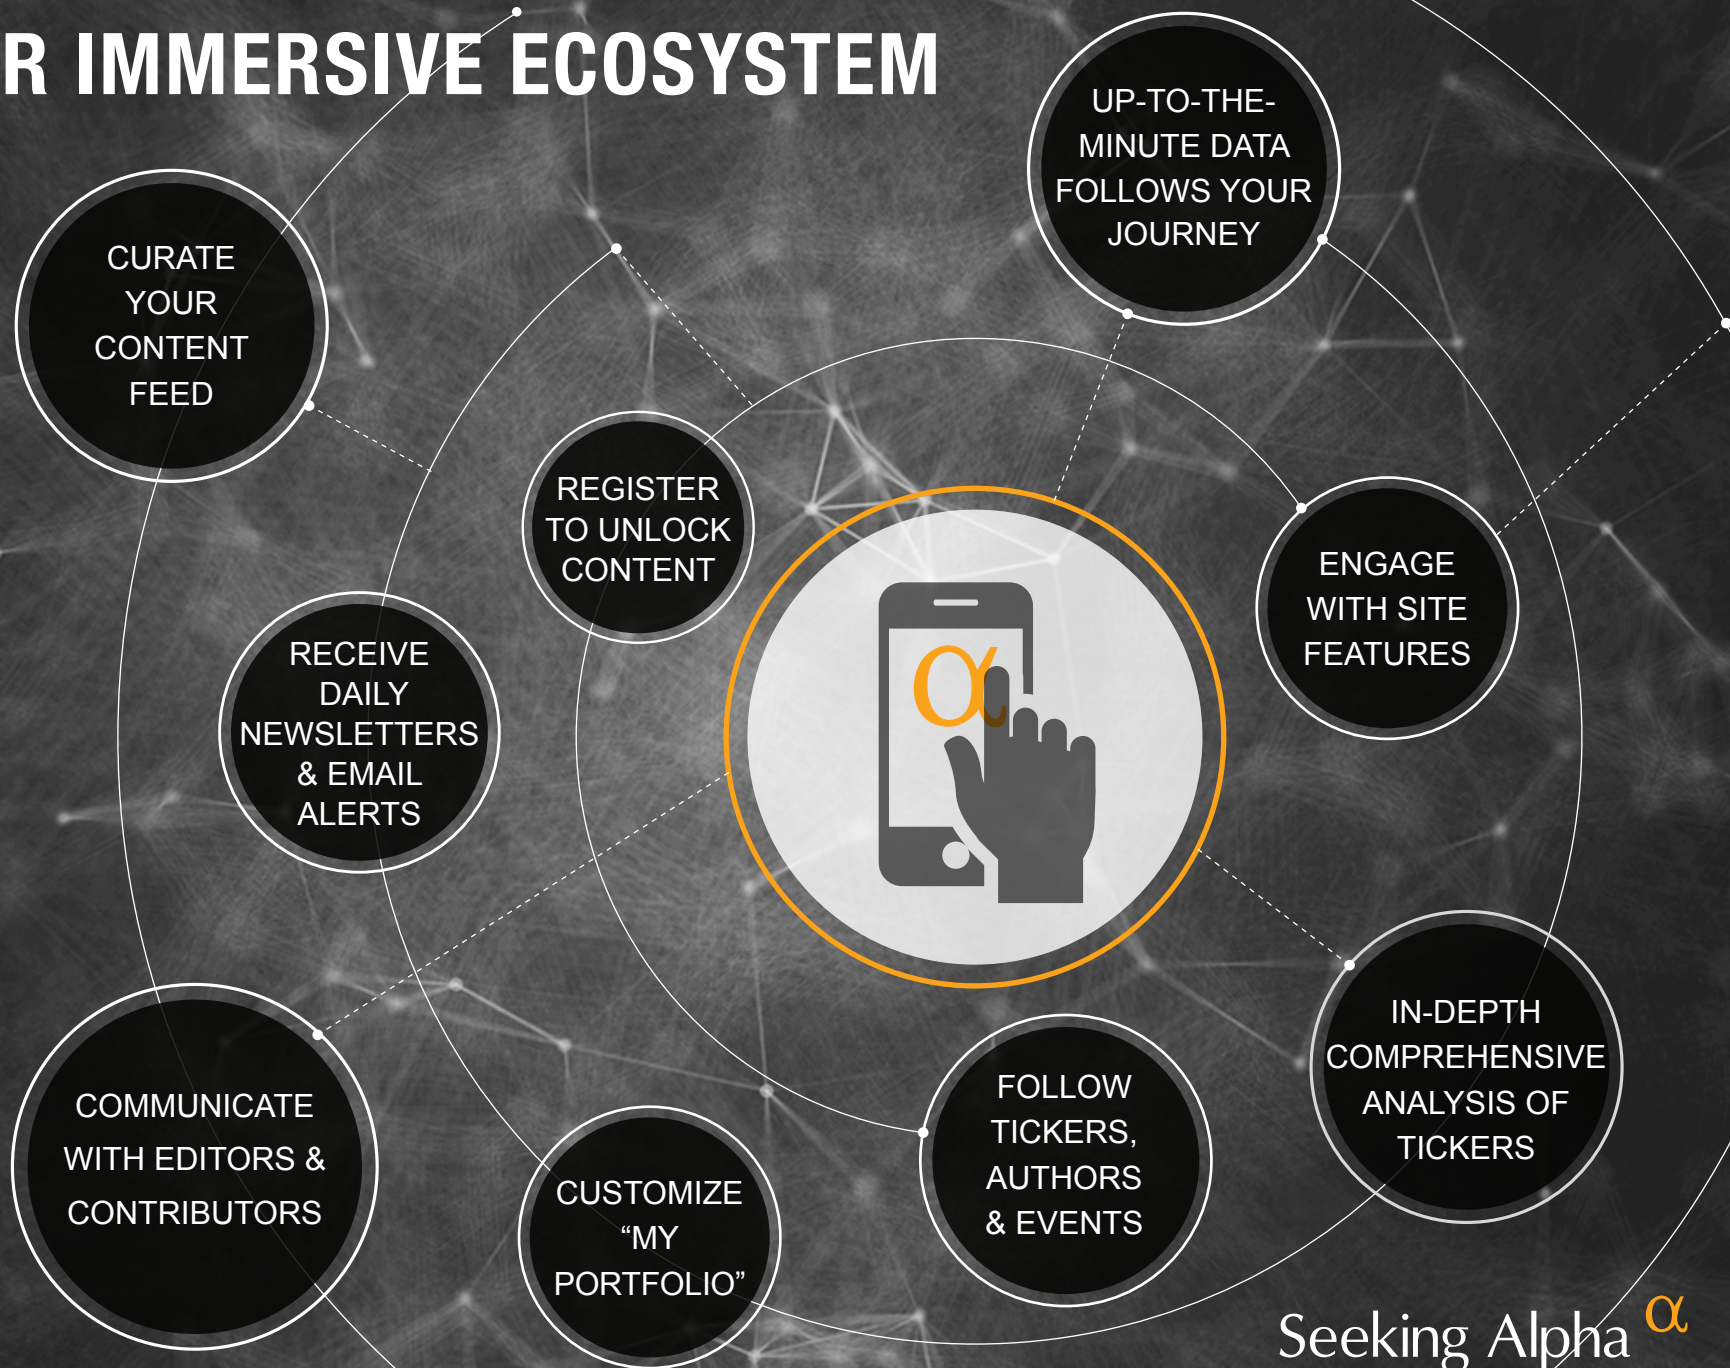 R IMMERSIVE ECOSYSTEM
UP-TO-THE-
MINUTE DATA
FOLLOWS YOUR
JOURNEY
CURATE
YOUR
CONTENT
FEED
REGISTER
TO UNLOCK
CONTENT
ENGAGE
WITH SITE
FEATURES
RECEIVE
DAILY
NEWSLETTERS
& EMAIL
ALERTS
α
IN-DEPTH
COMPREHENSIVE
ANALYSIS OF
TICKERS
COMMUNICATE
WITH EDITORS &
CONTRIBUTORS
FOLLOW
TICKERS,
AUTHORS
& EVENTS
CUSTOMIZE
“MY
PORTFOLIO”
Seeking Alpha α